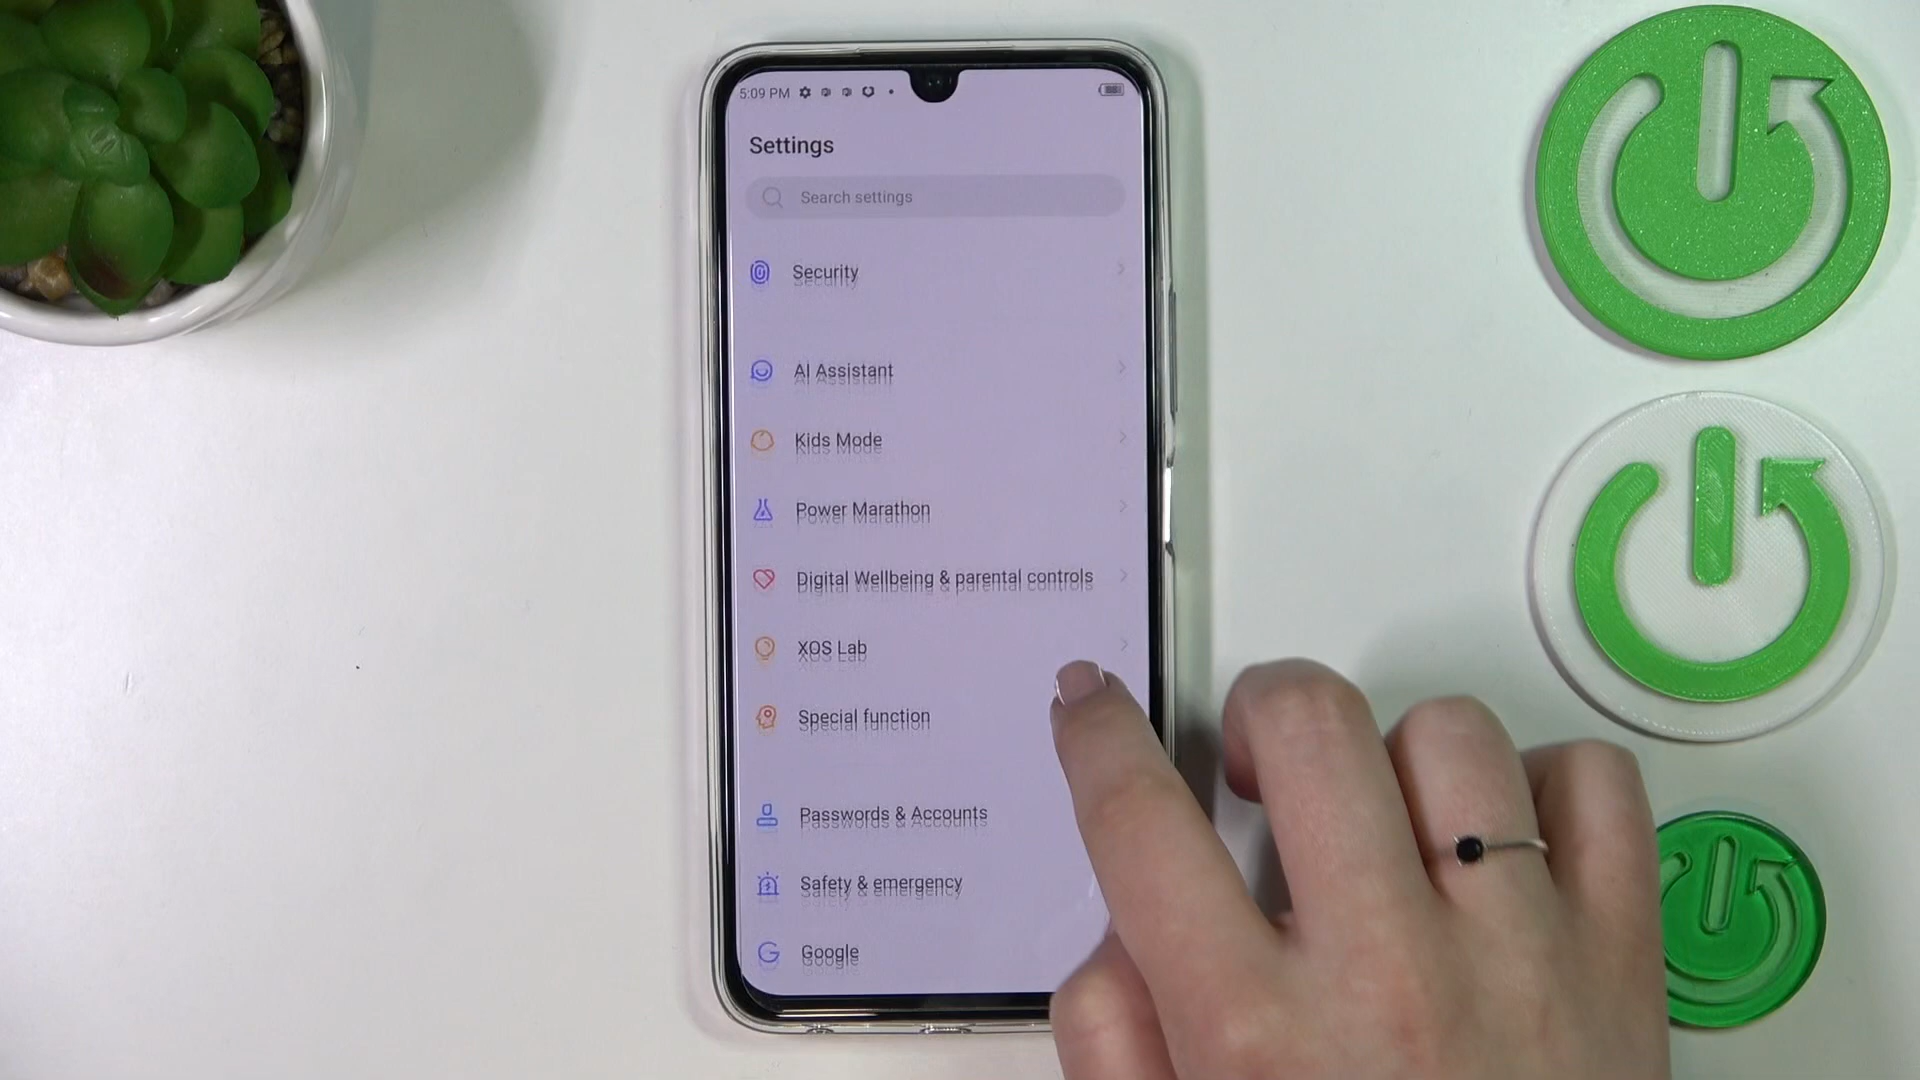 5:09 PM
Settings
Search settings
Security
AI Assistant
Kids Mode
Power Marathon
Digital Wellbeing & parental controls
XOS Lab
Special function
Passwords & Accounts
Safety & emergency
Google